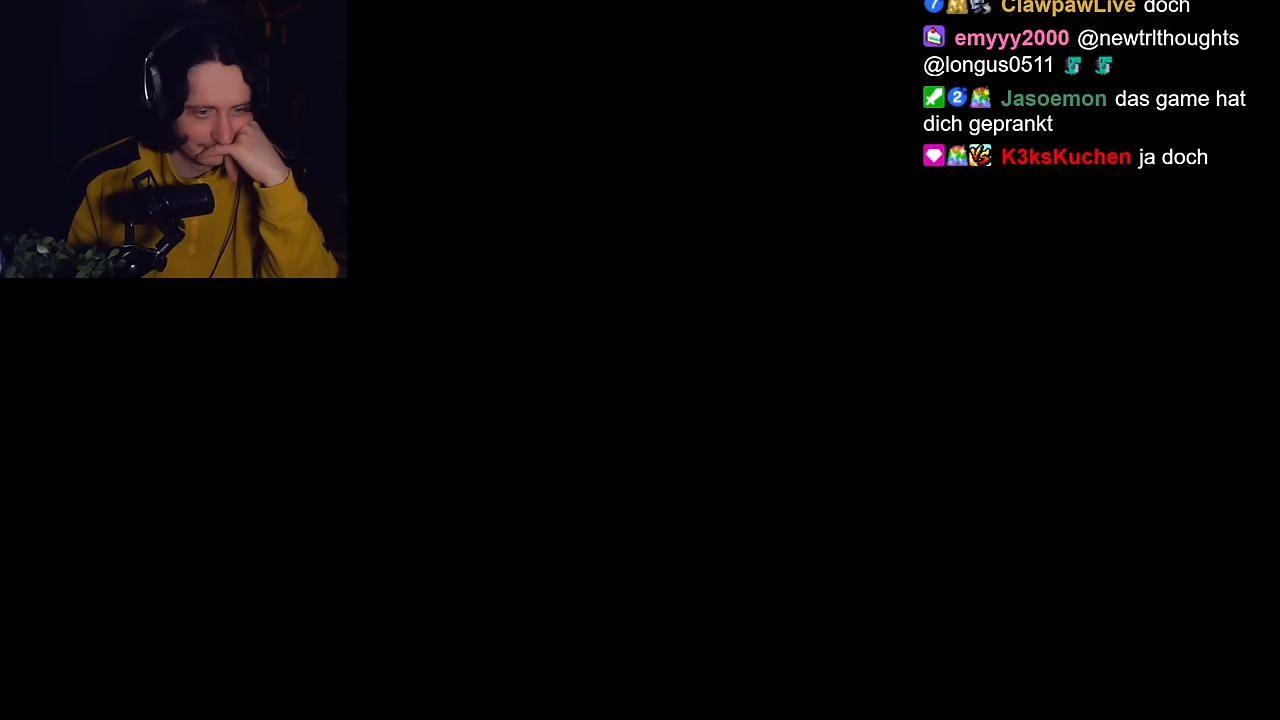 ClawpawLive doch
emyyy2000 @newtrlthoughts
@longus0511
Jasoemon das game hat
dich geprankt
K3ksKuchen ja doch